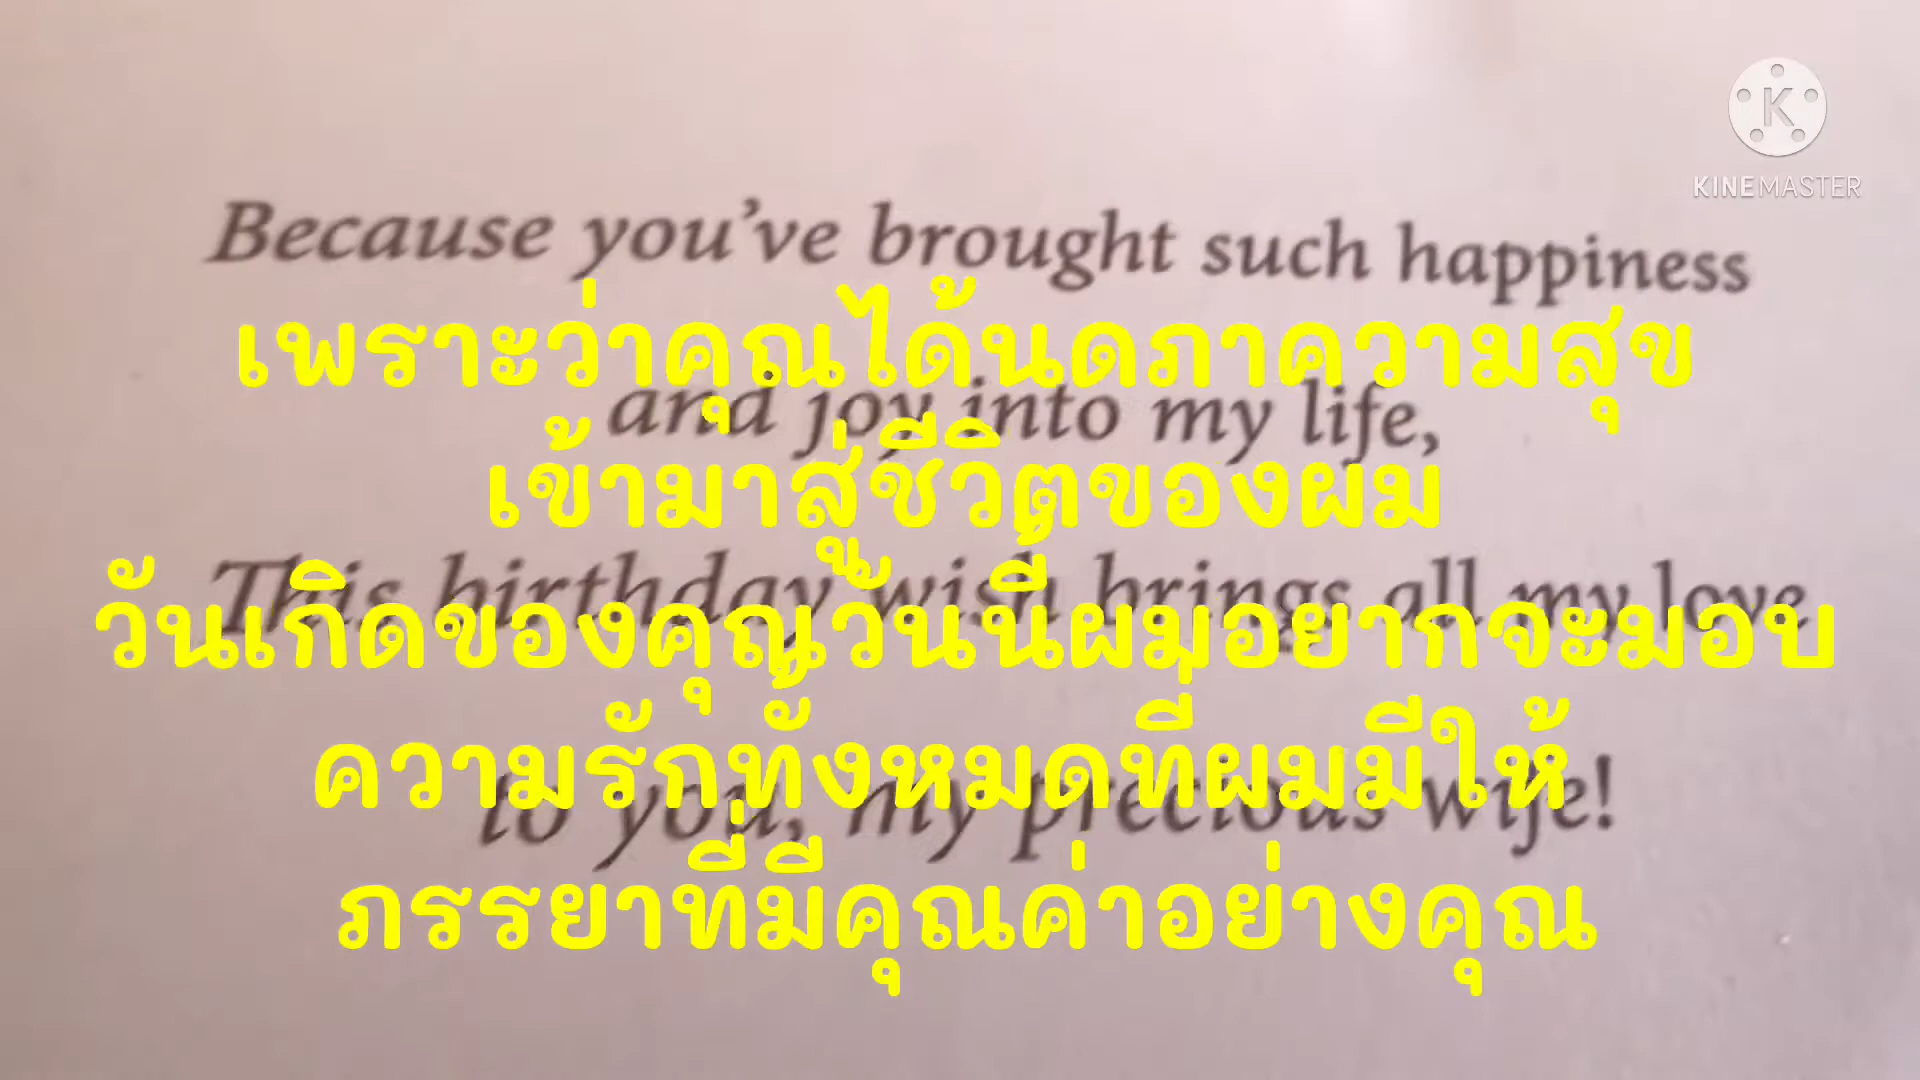 KINEMASTER
Because you've brought such happiness
เพราะว่าคุณได้นดภาความสุข
and joy into my life,
เข้ามาสู่ชีวิตของผม
This birthday wish brings all my love
วันเกิดของคุณวันนี้ผมอยากจะมอบ
ความรักทั้งหมดที่ผมมีให้
to you, my precious wife!
ภรรยาที่มีคุณค่าอย่างคุณ